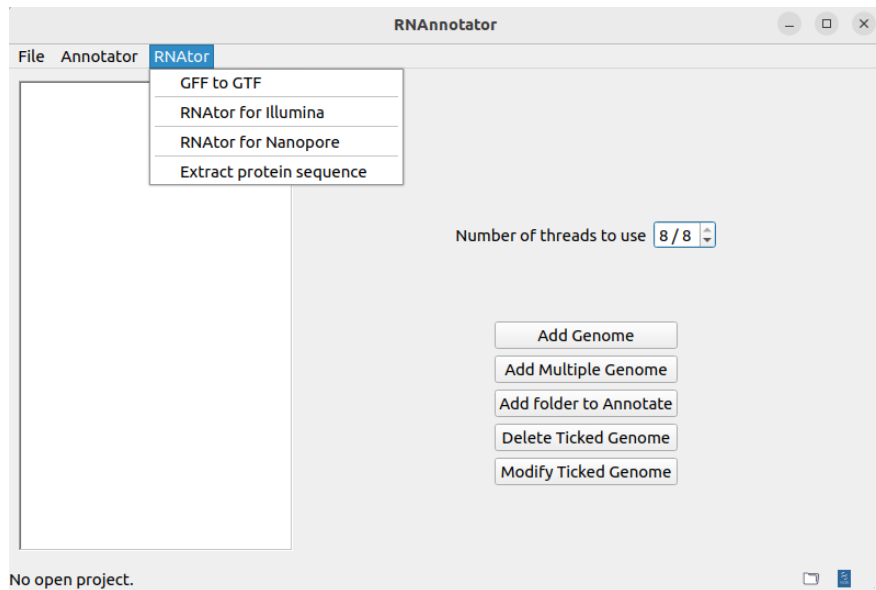 RNAnnotator
File Annotator RNAtor
GFF to GTF
RNAtor for Illumina
RNAtor for Nanopore
Extract protein sequence
Number of threads to use 8 / 8
Add Genome
Add Multiple Genome
Add folder to Annotate
Delete Ticked Genome
Modify Ticked Genome
No open project.